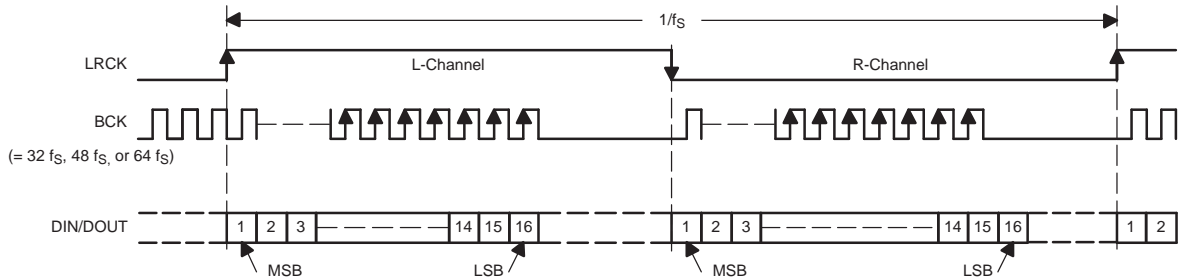 1/fS
LRCK
L-Channel
R-Channel
BCK
(= 32 fS, 48 fS, or 64 fS)
DIN/DOUT
1 2 3 14 15 16 1 2 3 14 15 16 1 2
MSB LSB MSB LSB